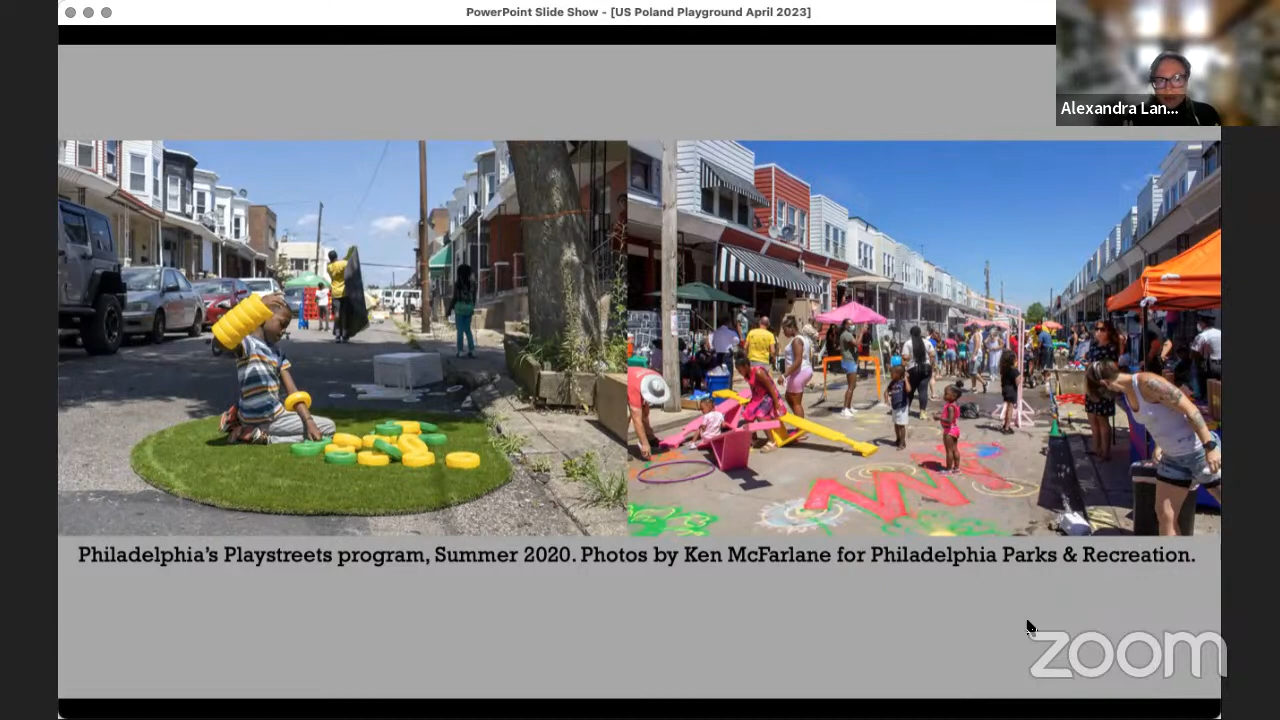 PowerPoint Slide Show - [US Poland Playground April 2023]
Alexandra Lan...
Philadelphia's Playstreets program, Summer 2020. Photos by Ken McFarlane for Philadelphia Parks & Recreation.
zoom